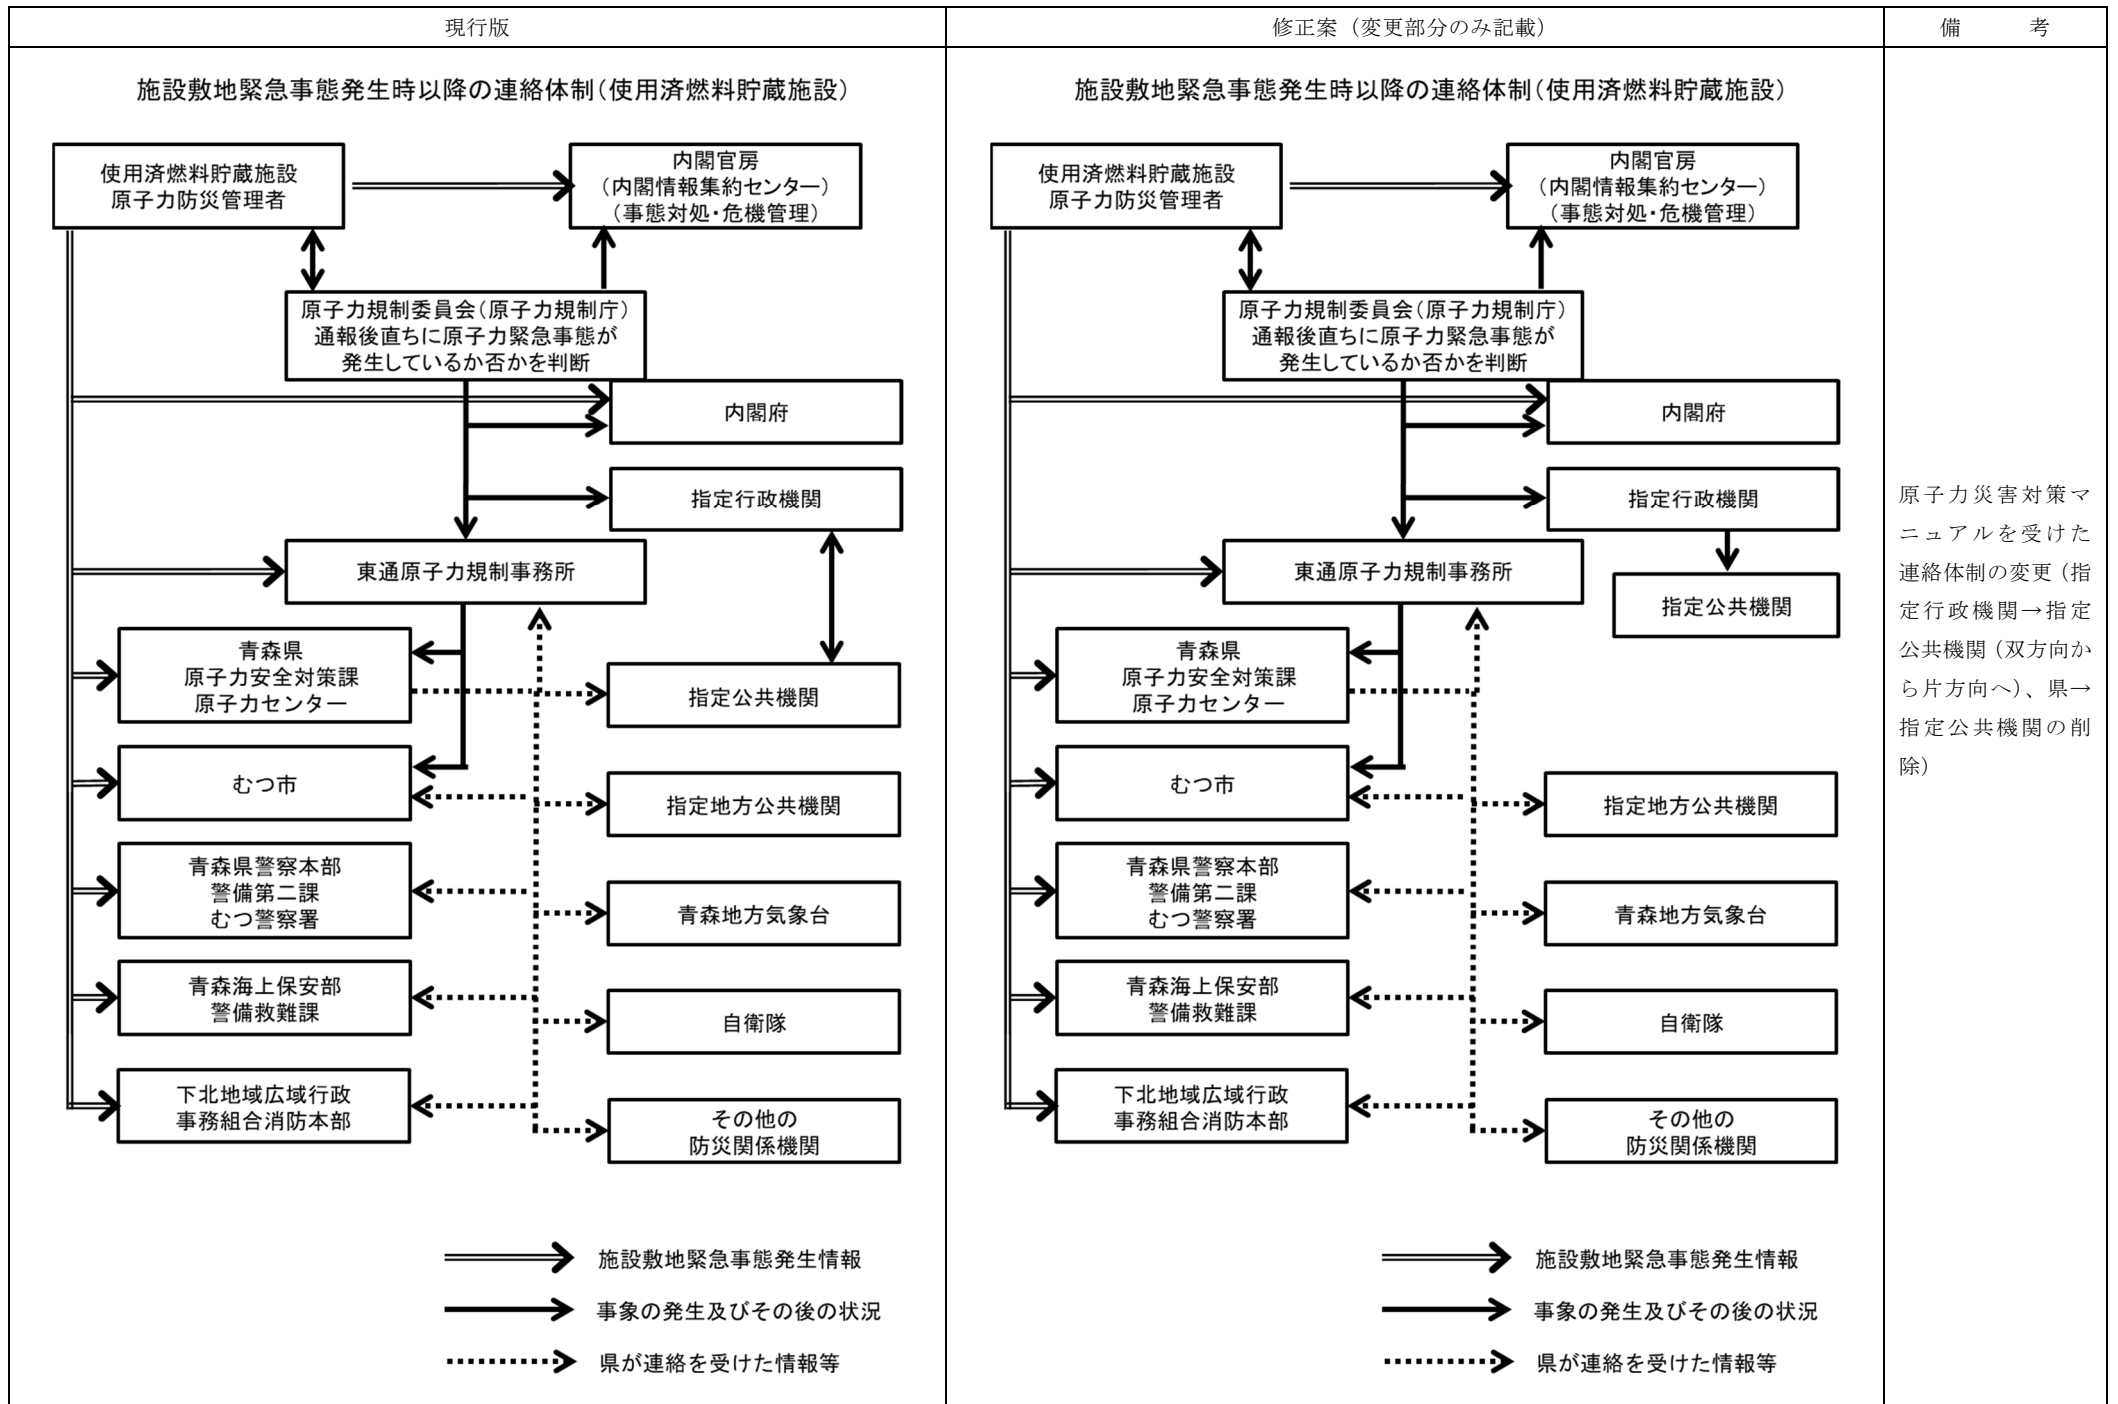 現行版
修正案（変更部分のみ記載）
備　考
施設敷地緊急事態発生時以降の連絡体制（使用済燃料貯蔵施設）
使用済燃料貯蔵施設
原子力防災管理者
内閣官房
（内閣情報集約センター）
（事態対処・危機管理）
原子力規制委員会（原子力規制庁）
通報後直ちに原子力緊急事態が
発生しているか否かを判断
内閣府
指定行政機関
東通原子力規制事務所
青森県
原子力安全対策課
原子力センター
指定公共機関
むつ市
指定地方公共機関
青森県警察本部
警備第二課
むつ警察署
青森地方気象台
青森海上保安部
警備救難課
自衛隊
下北地域広域行政
事務組合消防本部
その他の
防災関係機関
施設敷地緊急事態発生情報
事象の発生及びその後の状況
県が連絡を受けた情報等
施設敷地緊急事態発生時以降の連絡体制（使用済燃料貯蔵施設）
使用済燃料貯蔵施設
原子力防災管理者
内閣官房
（内閣情報集約センター）
（事態対処・危機管理）
原子力規制委員会（原子力規制庁）
通報後直ちに原子力緊急事態が
発生しているか否かを判断
内閣府
指定行政機関
東通原子力規制事務所
指定公共機関
青森県
原子力安全対策課
原子力センター
むつ市
指定地方公共機関
青森県警察本部
警備第二課
むつ警察署
青森地方気象台
青森海上保安部
警備救難課
自衛隊
下北地域広域行政
事務組合消防本部
その他の
防災関係機関
施設敷地緊急事態発生情報
事象の発生及びその後の状況
県が連絡を受けた情報等
原子力災害対策マ
ニュアルを受けた
連絡体制の変更（指
定行政機関→指定
公共機関（双方向か
ら片方向へ）、県→
指定公共機関の削
除）